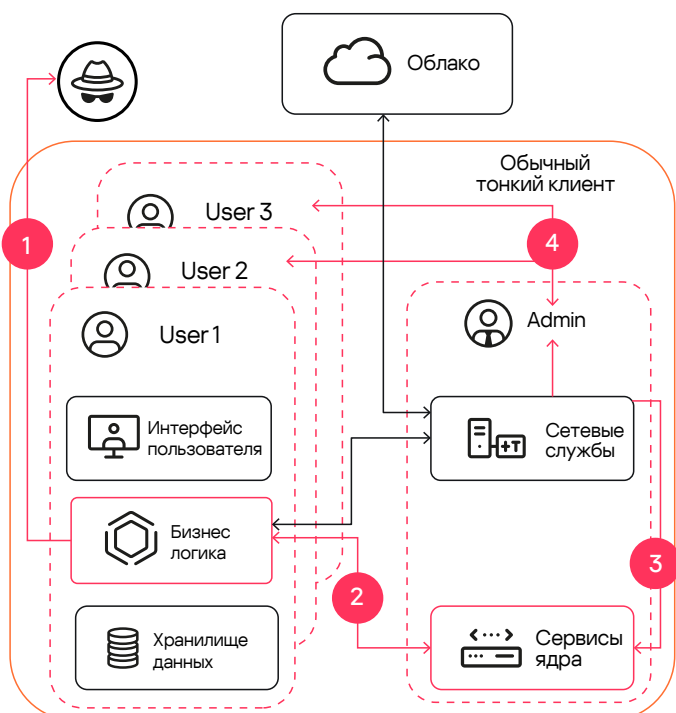 Облако
Обычный
тонкий клиент
User 3
1
4
User 2
Admin
User 1
Интерфейс
пользователя
Сетевые
службы
Бизнес
логика
3
2
Хранилище
данных
Сервисы
ядра